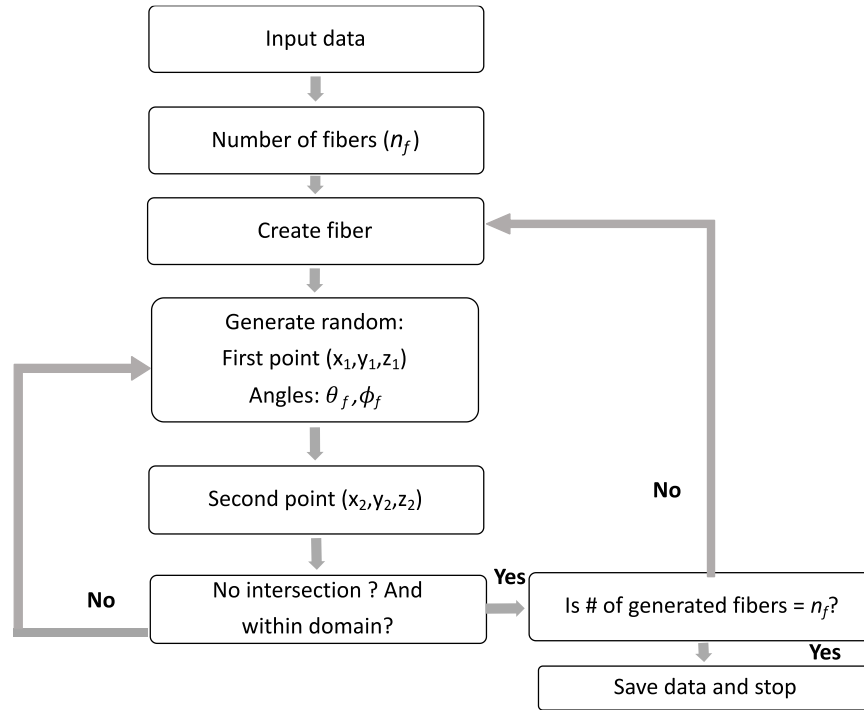 Input data
Number of fibers (n_f)
Create fiber
Generate random:
First point (x₁,y₁,z₁)
Angles: θ_f,ϕ_f
Second point (x₂,y₂,z₂)
No intersection ? And
within domain?
No
Yes
Is # of generated fibers = n_f?
No
Yes
Save data and stop